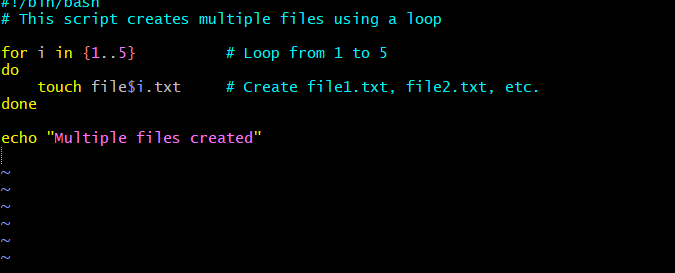 #!/bin/bash
# This script creates multiple files using a loop
for i in {1..5}           # Loop from 1 to 5
do
    touch file$i.txt     # Create file1.txt, file2.txt, etc.
done
echo "Multiple files created"
~
~
~
~
~
~